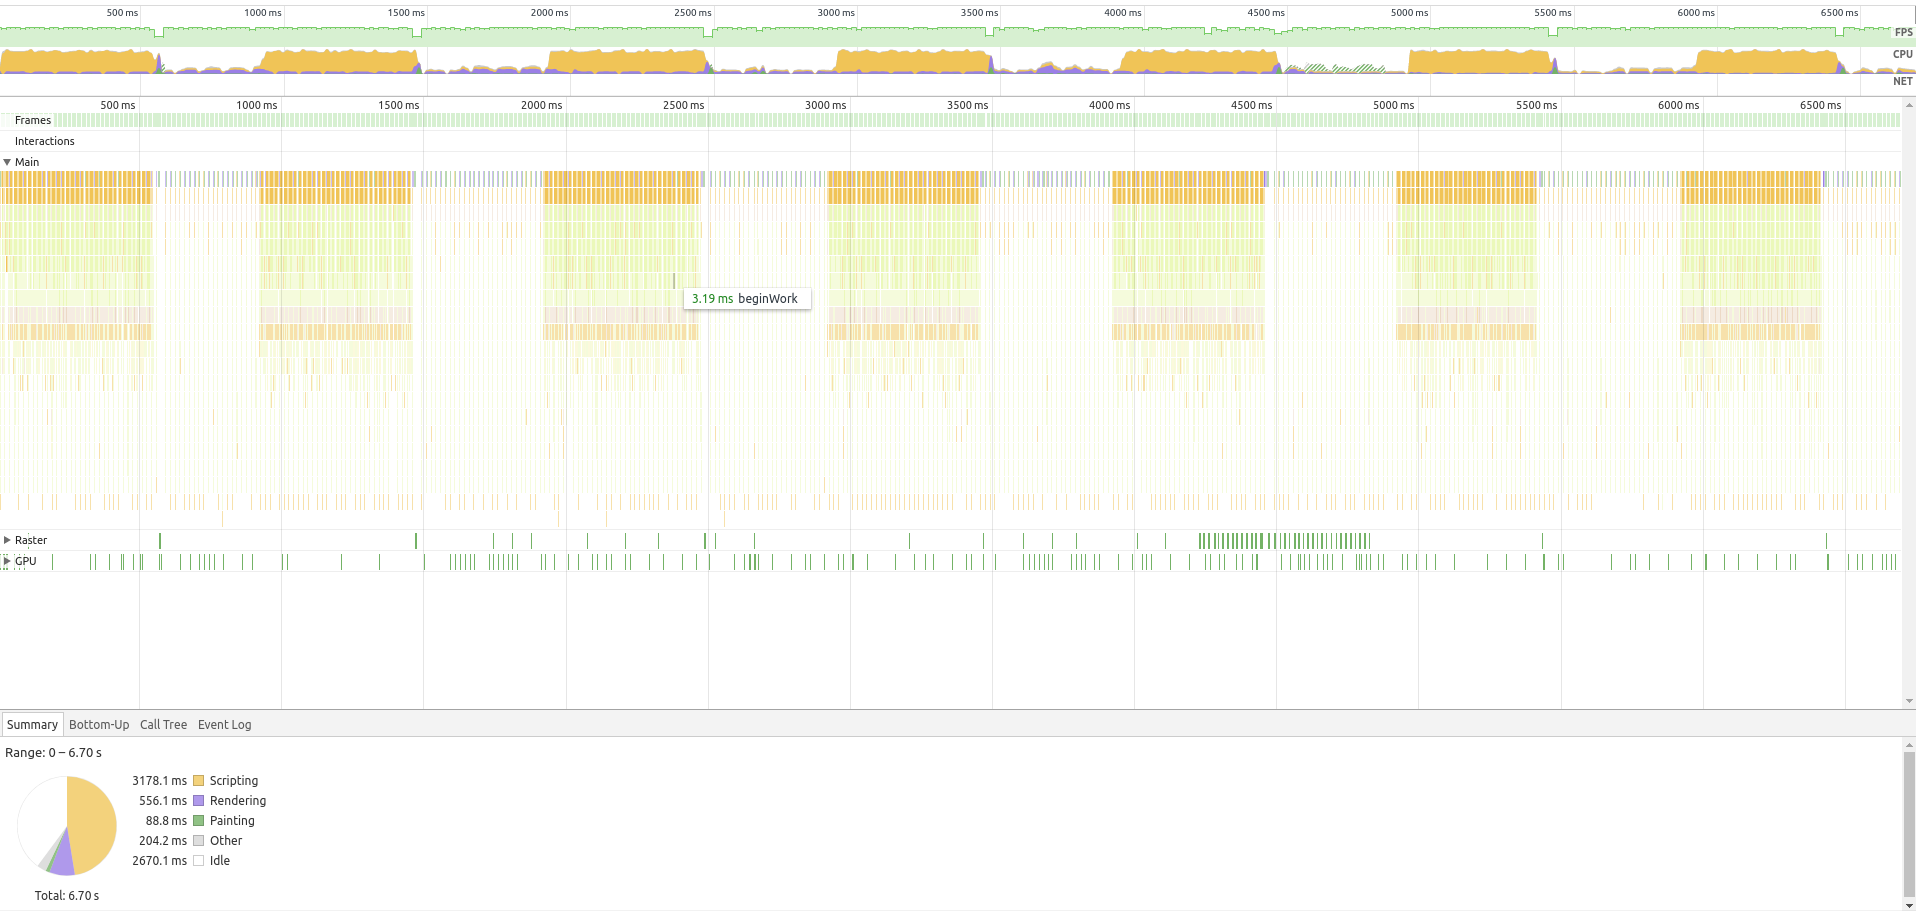 500 ms 1000 ms 1500 ms 2000 ms 2500 ms 3000 ms 3500 ms 4000 ms 4500 ms 5000 ms 5500 ms 6000 ms 6500 ms
FPS
CPU
NET
500 ms 1000 ms 1500 ms 2000 ms 2500 ms 3000 ms 3500 ms 4000 ms 4500 ms 5000 ms 5500 ms 6000 ms 6500 ms
Frames
Interactions
Main
3.19 ms beginWork
Raster
GPU
Summary Bottom-Up Call Tree Event Log
Range: 0 – 6.70 s
3178.1 ms Scripting
556.1 ms Rendering
88.8 ms Painting
204.2 ms Other
2670.1 ms Idle
Total: 6.70 s